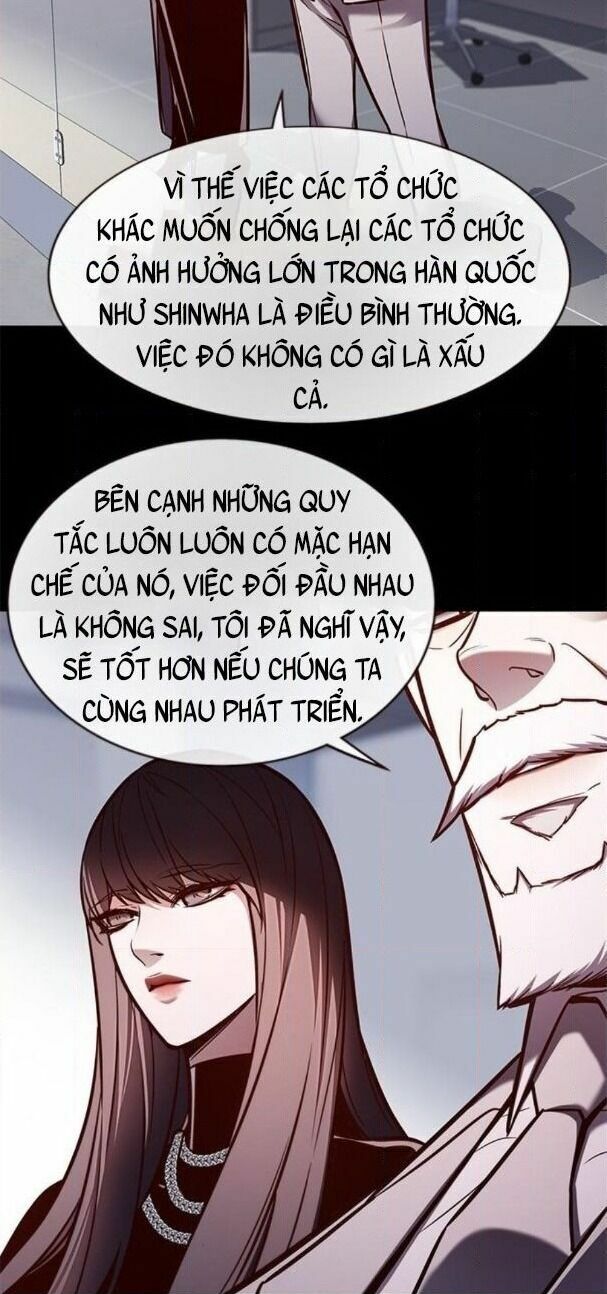 VÌ THẾ VIỆC CÁC TỔ CHỨC
KHÁC MUỐN CHỐNG LẠI CÁC TỔ CHỨC
CÓ ẢNH HƯỞNG LỚN TRONG HÀN QUỐC
NHƯ SHINWHA LÀ ĐIỀU BÌNH THƯỜNG.
VIỆC ĐÓ KHÔNG CÓ GÌ LÀ XẤU
CẢ.
BÊN CẠNH NHỮNG QUY
TẮC LUÔN LUÔN CÓ MẶC HẠN
CHẾ CỦA NÓ, VIỆC ĐỐI ĐẦU NHAU
LÀ KHÔNG SAI, TÔI ĐÃ NGHĨ VẬY,
SẼ TỐT HƠN NẾU CHÚNG TA
CÙNG NHAU PHÁT TRIỂN.